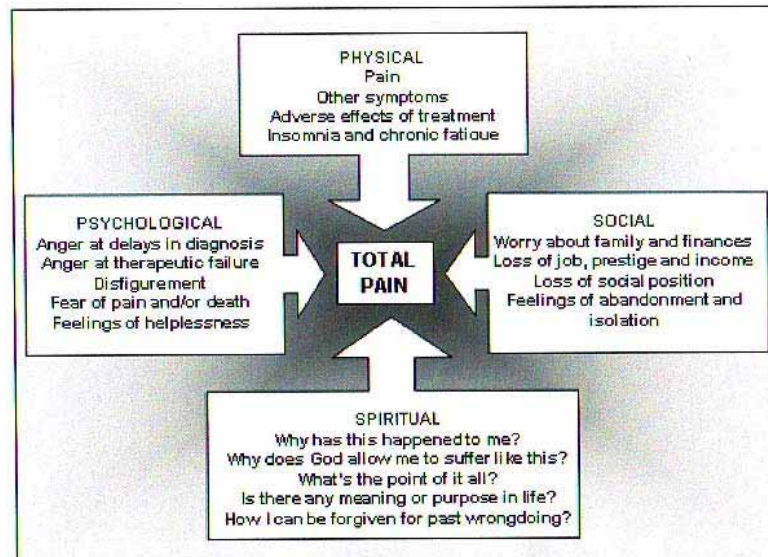 PHYSICAL
Pain
Other symptoms
Adverse effects of treatment
Insomnia and chronic fatigue
PSYCHOLOGICAL
Anger at delays in diagnosis
Anger at therapeutic failure
Disfigurement
Fear of pain and/or death
Feelings of helplessness
TOTAL
PAIN
SOCIAL
Worry about family and finances
Loss of job, prestige and income
Loss of social position
Feelings of abandonment and
isolation
SPIRITUAL
Why has this happened to me?
Why does God allow me to suffer like this?
What's the point of it all?
Is there any meaning or purpose in life?
How I can be forgiven for past wrongdoing?